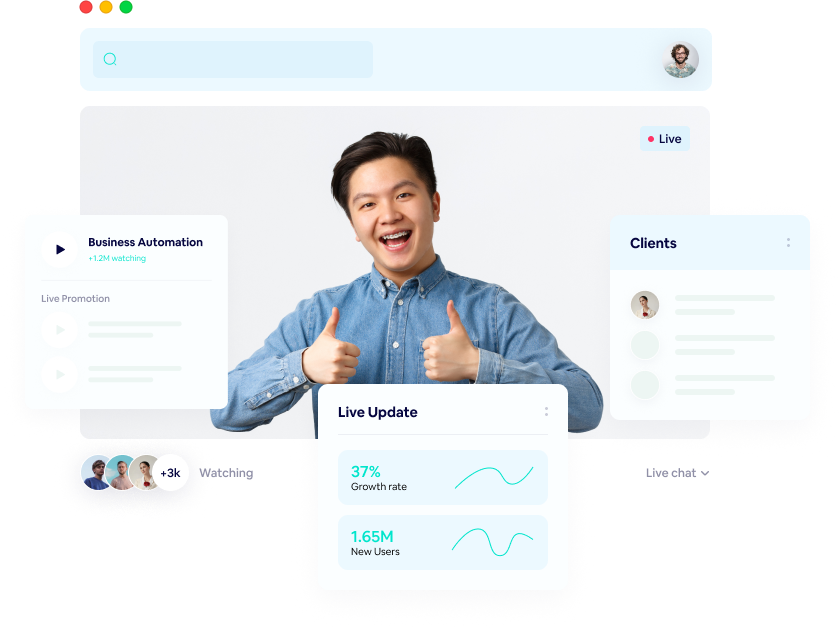 Live
Business Automation
+1.2M watching
Live Promotion
Clients
Live Update
37%
Growth rate
1.65M
New Users
+3k
Watching
Live chat